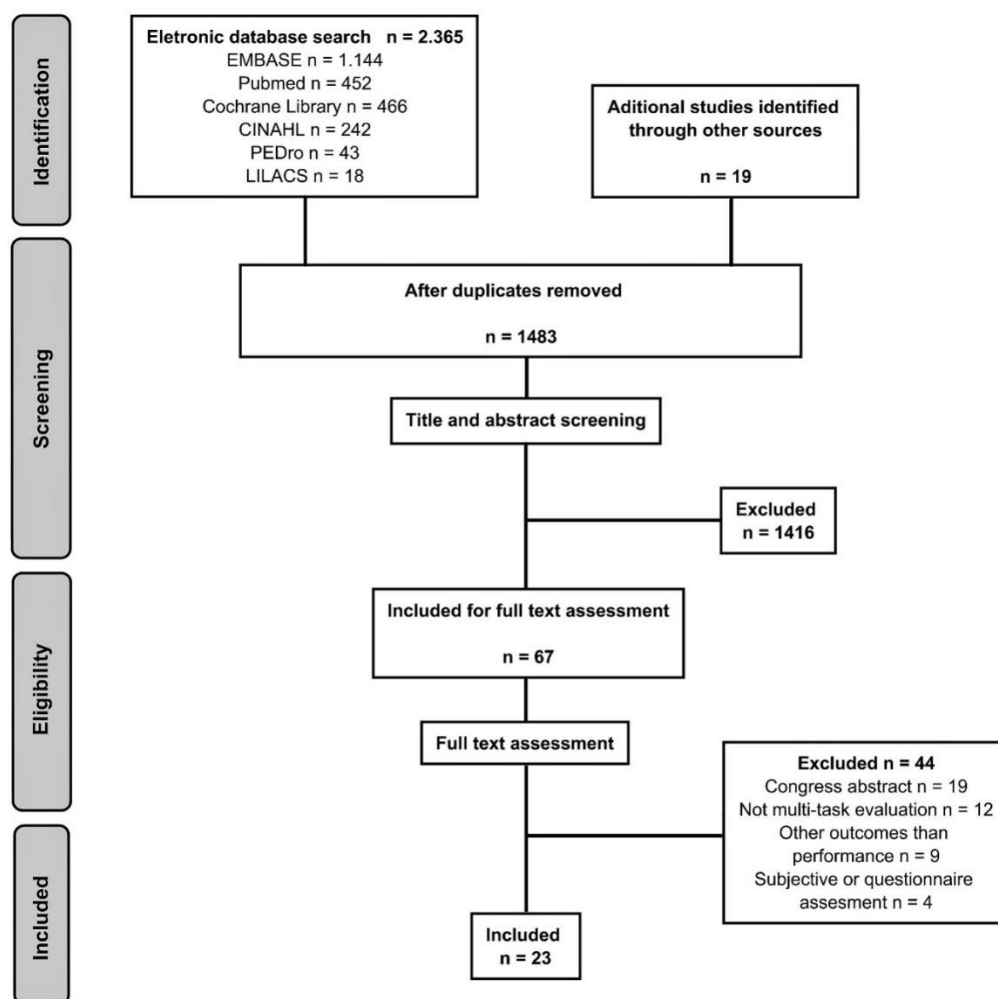 Identification
Eletronic database search n = 2.365
EMBASE n = 1.144
Pubmed n = 452
Cochrane Library n = 466
CINAHL n = 242
PEDro n = 43
LILACS n = 18
Aditional studies identified
through other sources
n = 19
Screening
After duplicates removed
n = 1483
Title and abstract screening
Excluded
n = 1416
Eligibility
Included for full text assessment
n = 67
Full text assessment
Excluded n = 44
Congress abstract n = 19
Not multi-task evaluation n = 12
Other outcomes than
performance n = 9
Subjective or questionnaire
assesment n = 4
Included
Included
n = 23